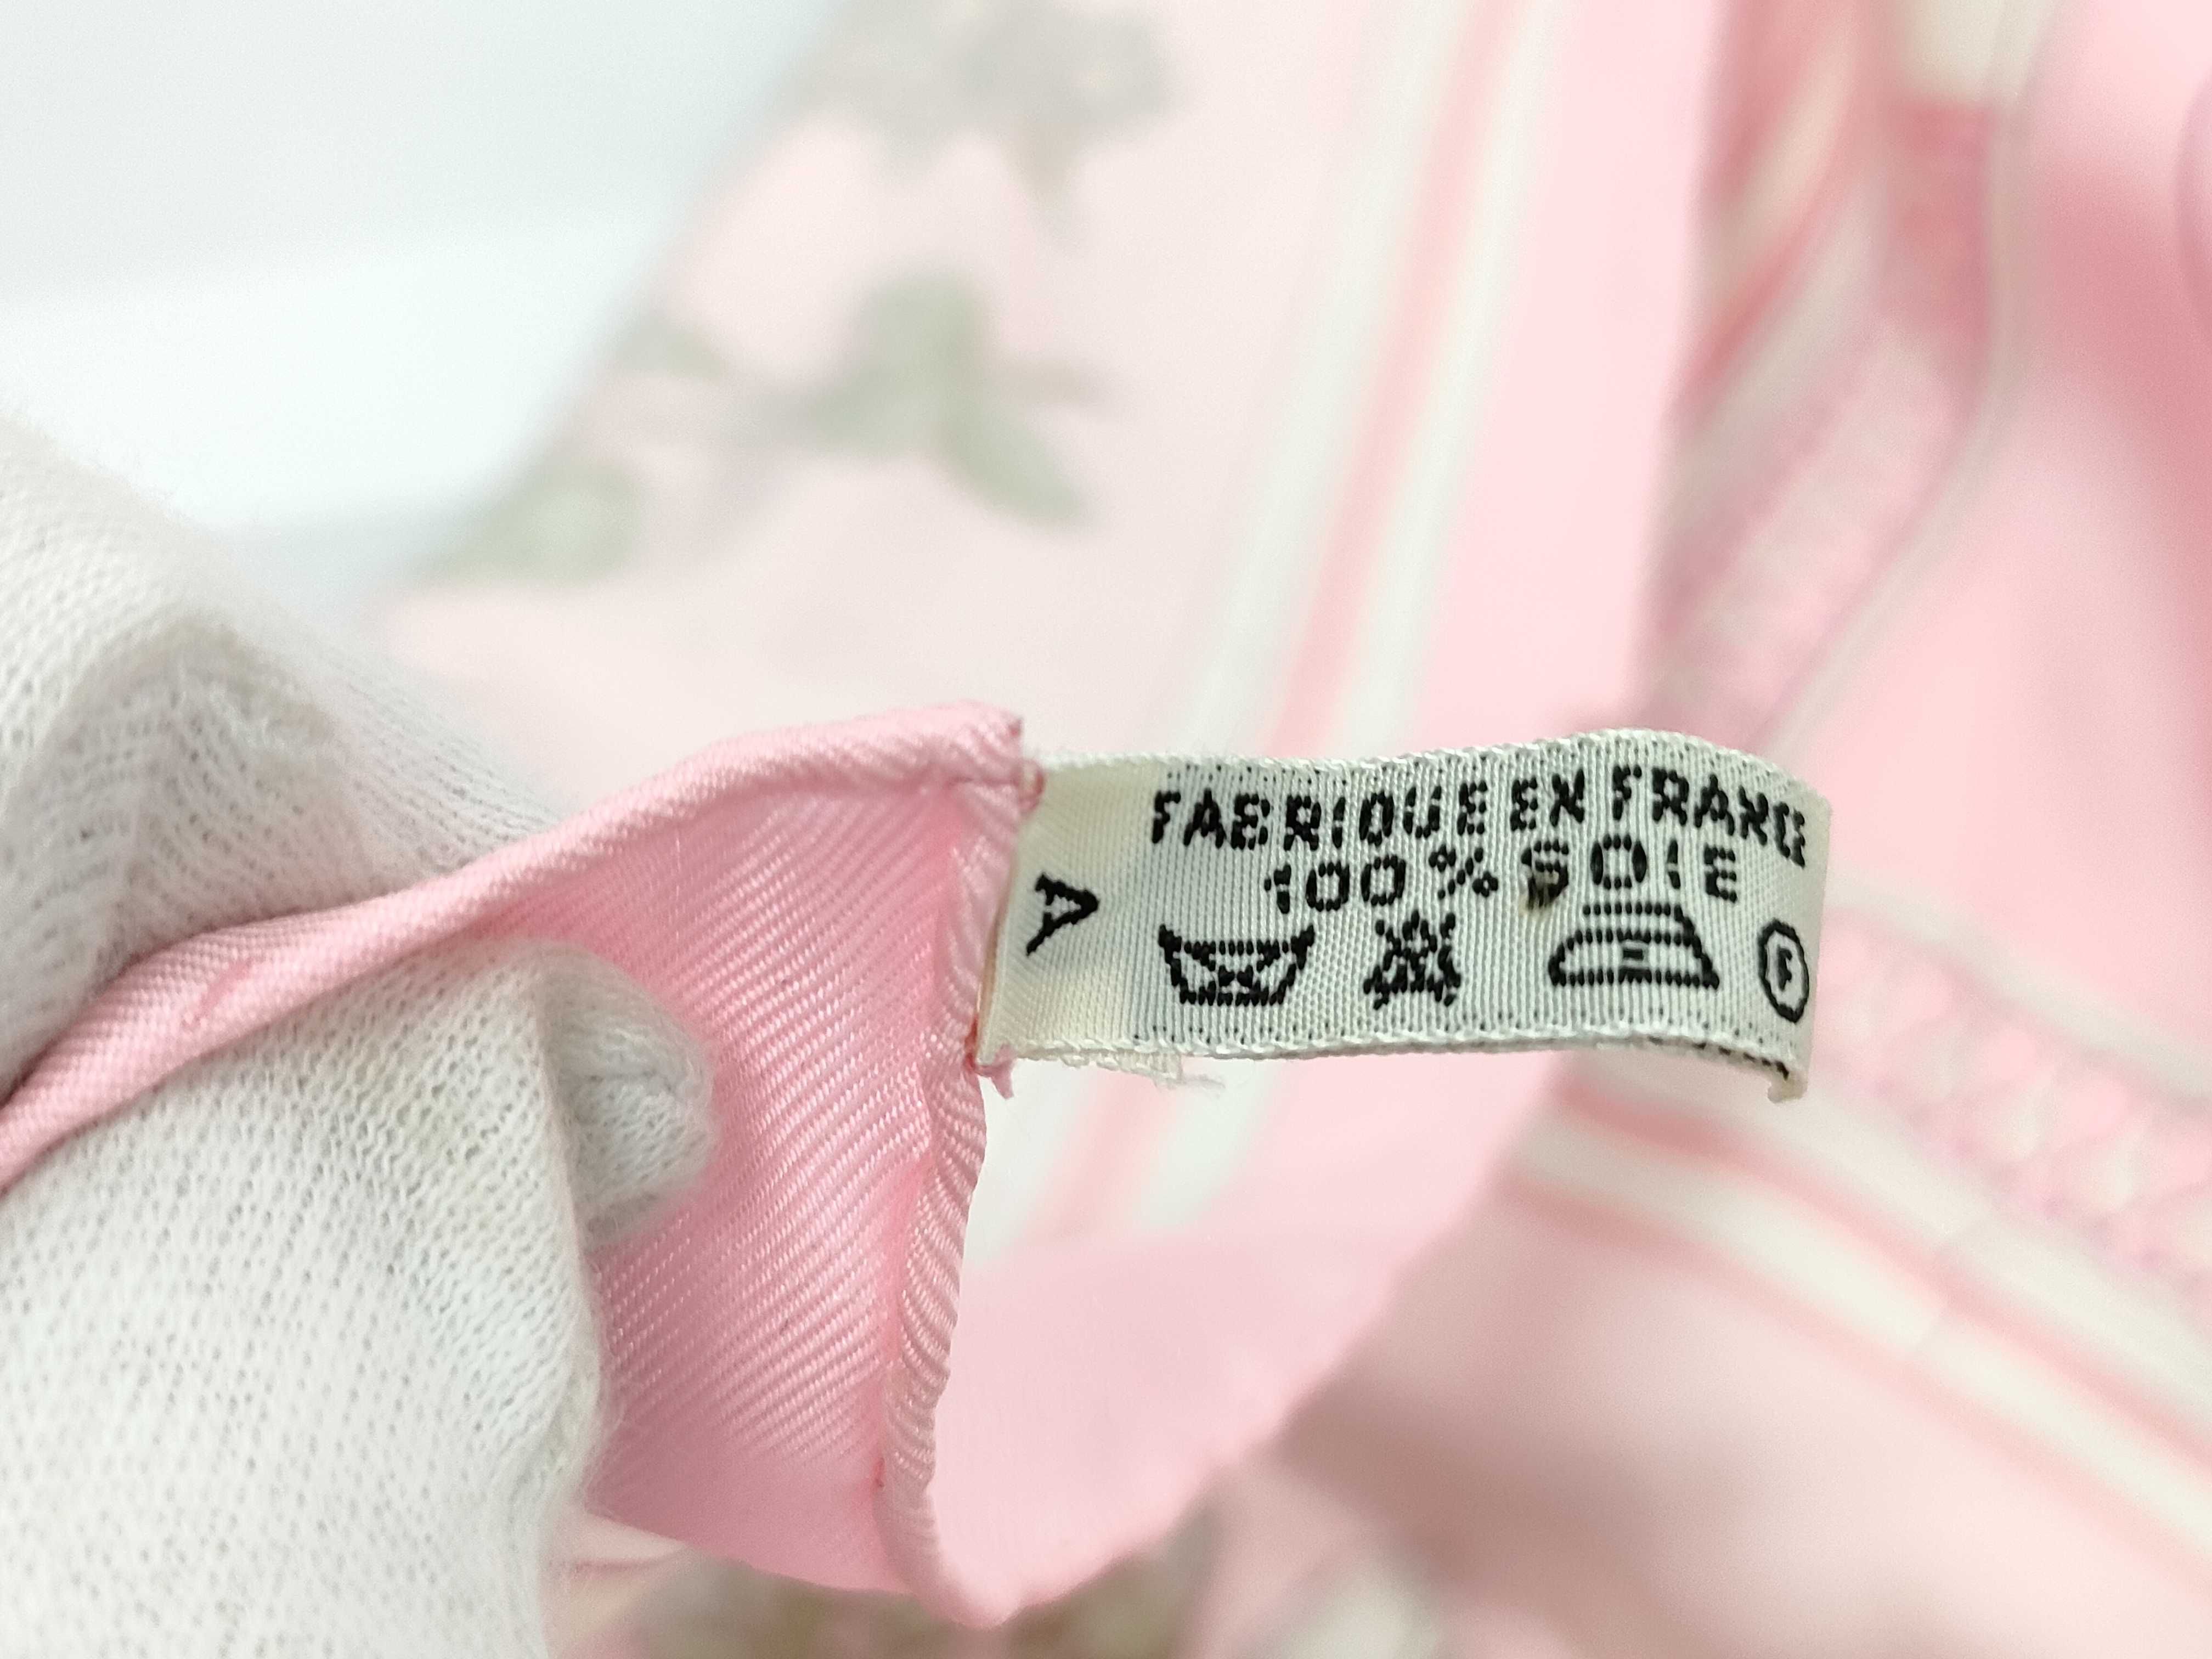 FABRIQUE EN FRANCE
100% SOIE
A
F